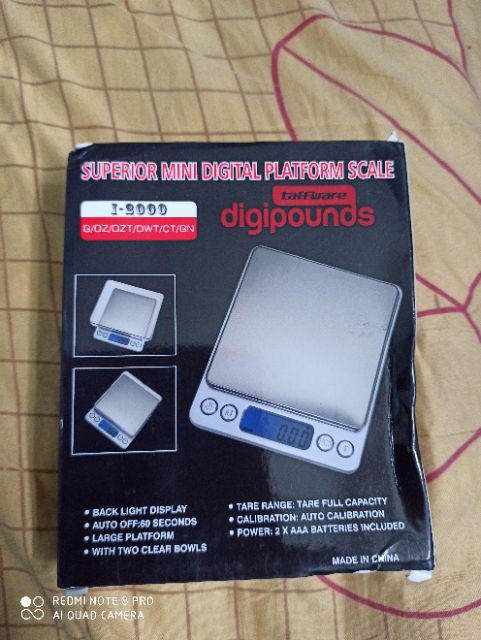 SUPERIOR MINI DIGITAL PLATFORM SCALE
taffware
I-2000
digipounds
G/OZ/OZT/DWT/CT/GN
0.00
• BACK LIGHT DISPLAY
• AUTO OFF:60 SECONDS
• LARGE PLATFORM
• WITH TWO CLEAR BOWLS
• TARE RANGE: TARE FULL CAPACITY
• CALIBRATION: AUTO CALIBRATION
• POWER: 2 X AAA BATTERIES INCLUDED
MADE IN CHINA
REDMI NOTE 8 PRO
AI QUAD CAMERA